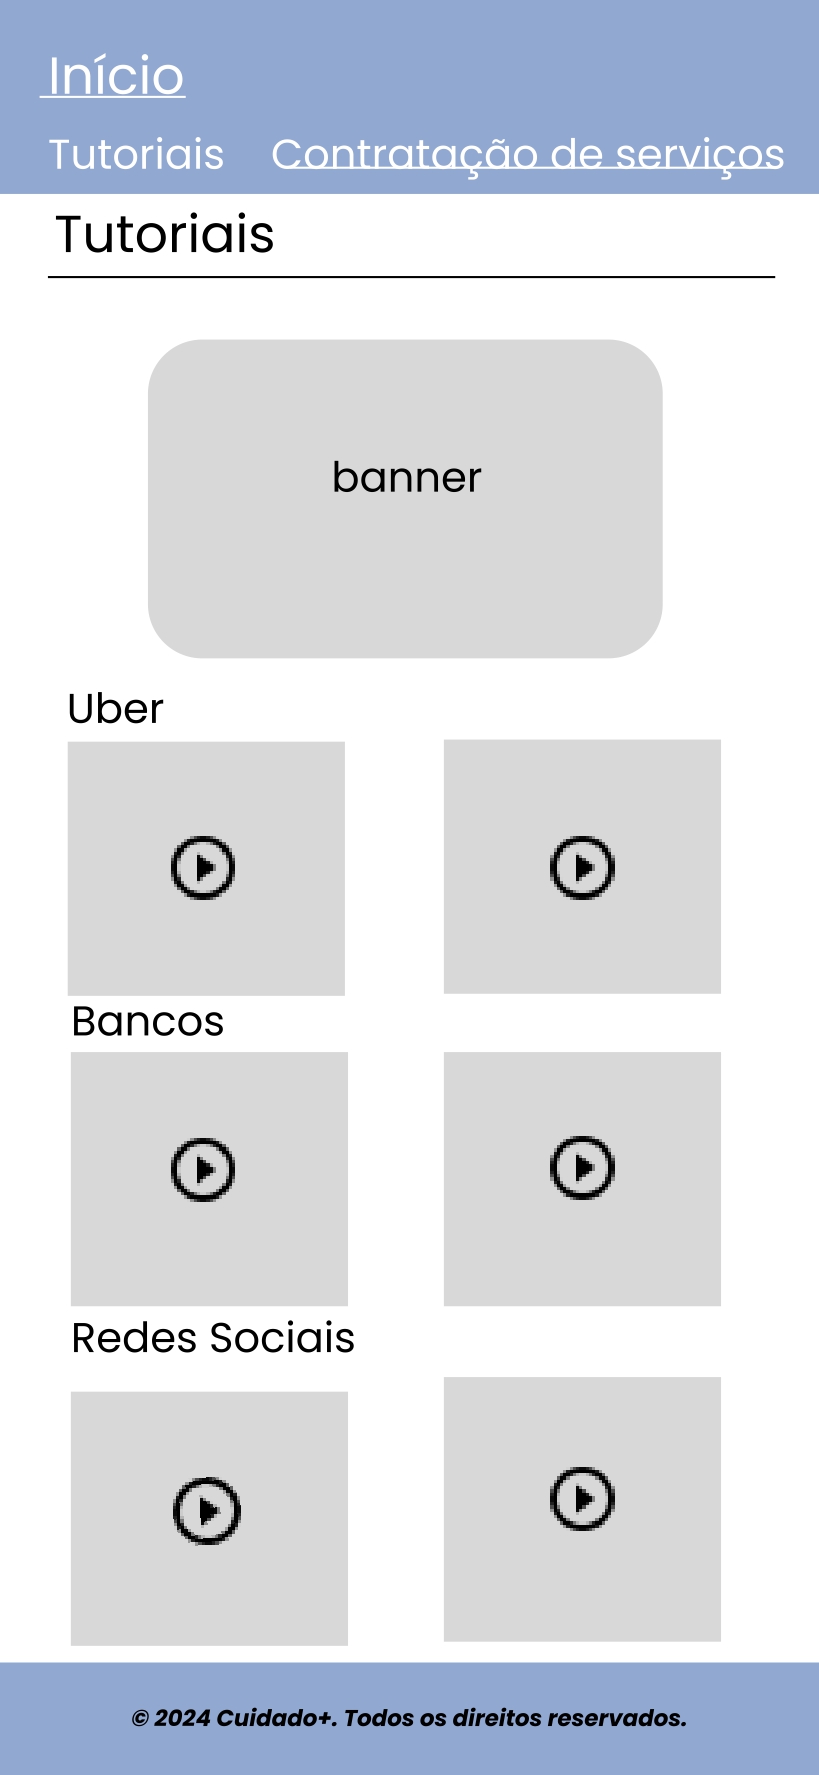 Início
Tutoriais Contratação de serviços
Tutoriais
banner
Uber
Bancos
Redes Sociais
© 2024 Cuidado+. Todos os direitos reservados.